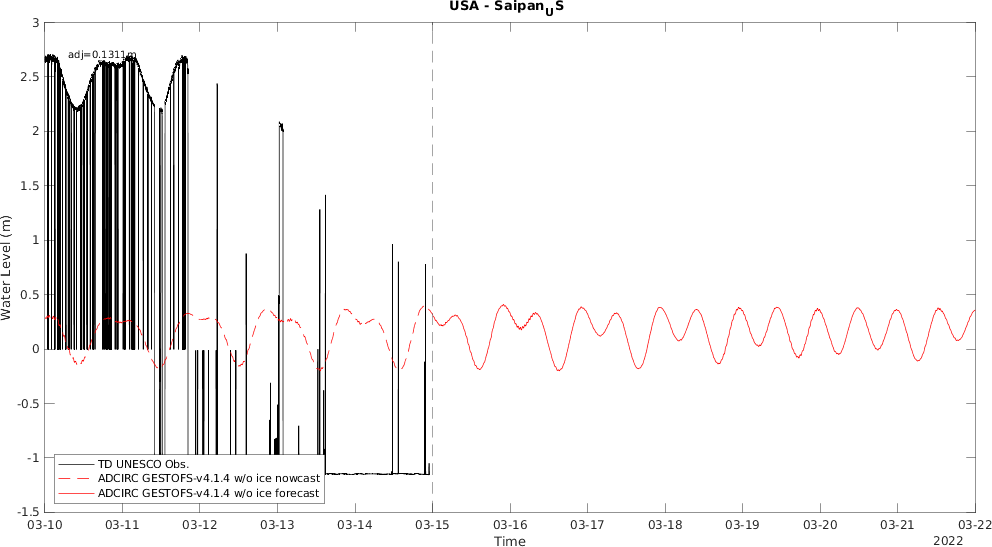 USA - Saipan_US
adj=0.1311m
3
2.5
2
1.5
1
0.5
0
-0.5
-1
-1.5
Water Level (m)
TD UNESCO Obs.
ADCIRC GESTOFS-v4.1.4 w/o ice nowcast
ADCIRC GESTOFS-v4.1.4 w/o ice forecast
03-10 03-11 03-12 03-13 03-14 03-15 03-16 03-17 03-18 03-19 03-20 03-21 03-22
Time
2022